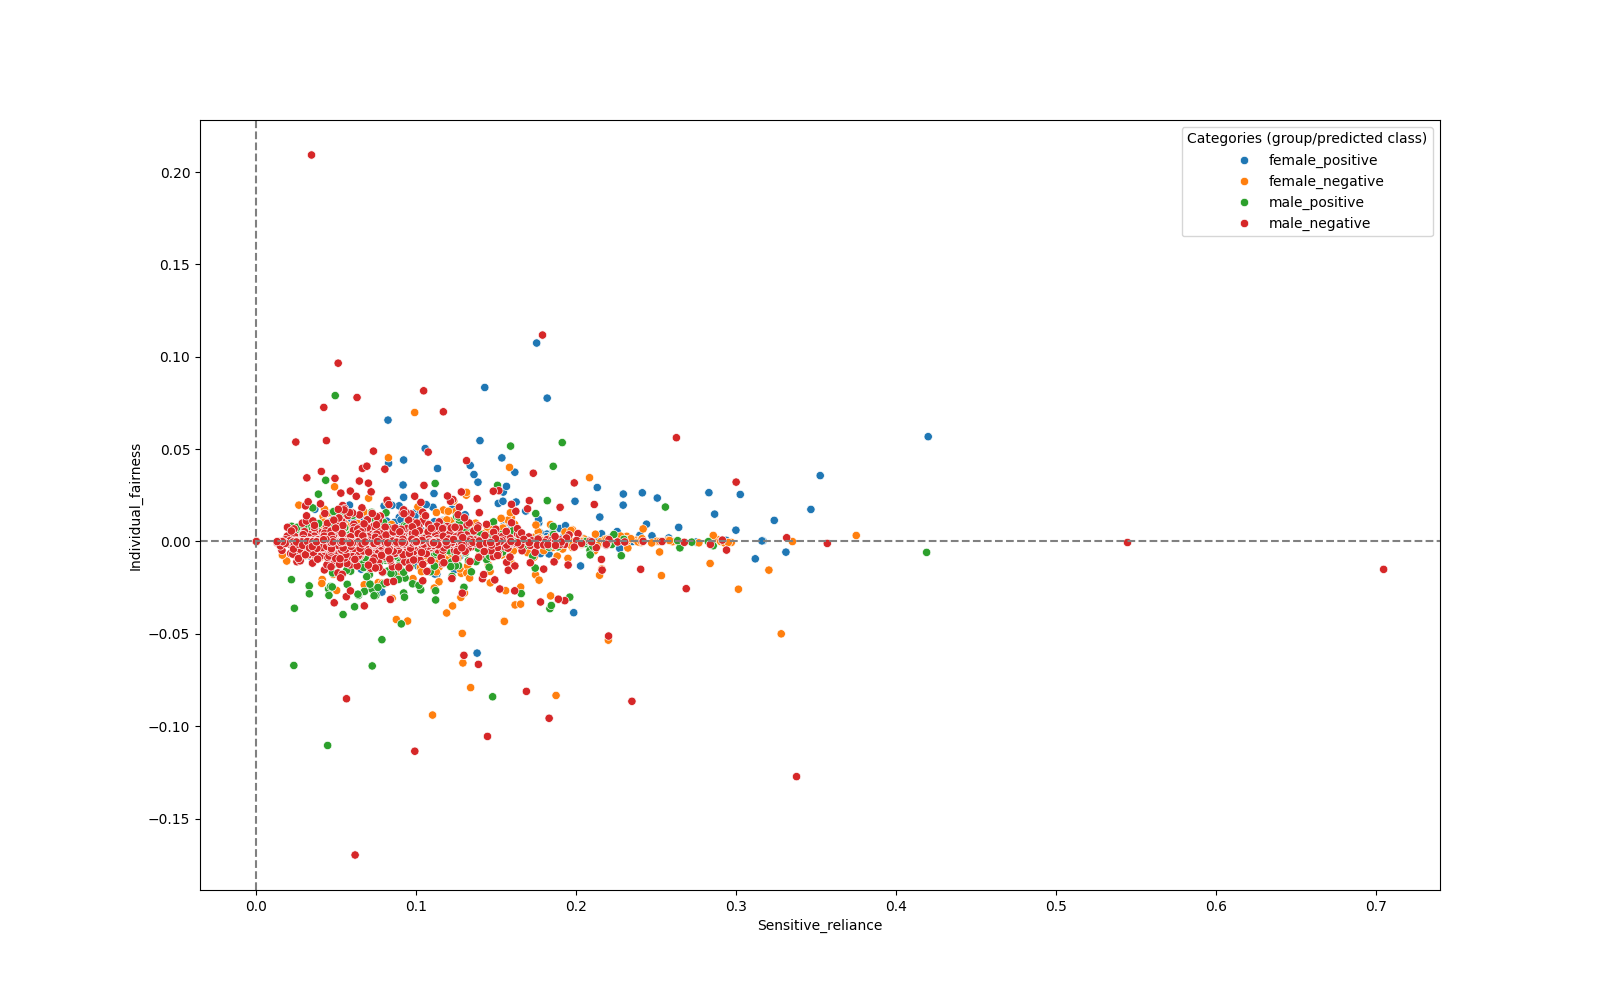 Categories (group/predicted class)
female_positive
female_negative
male_positive
male_negative
0.20
0.15
0.10
0.05
0.00
−0.05
−0.10
−0.15
Individual_fairness
0.0 0.1 0.2 0.3 0.4 0.5 0.6 0.7
Sensitive_reliance